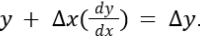 y + Δx(dy/dx) = Δy.